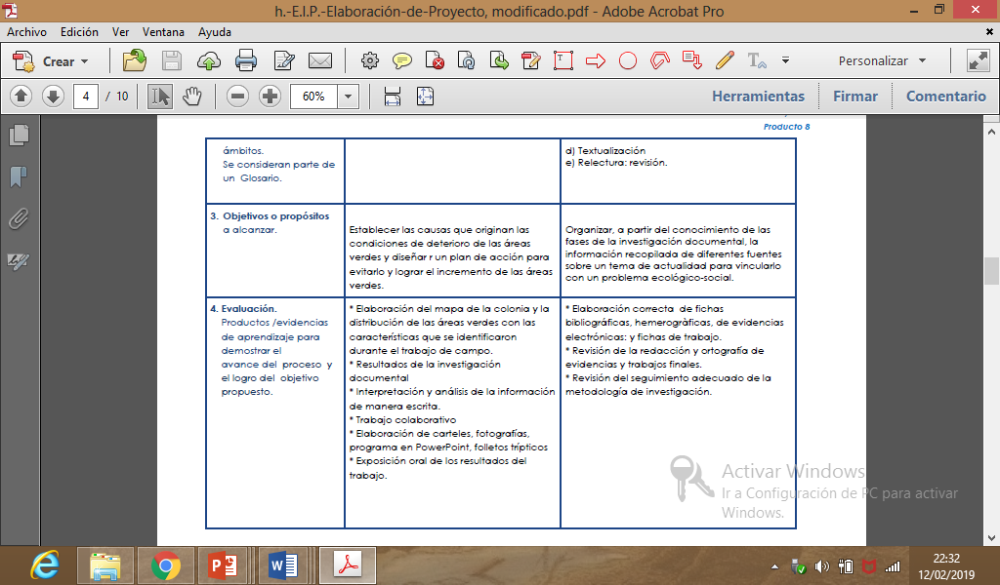 h.-E.I.P.-Elaboración-de-Proyecto, modificado.pdf - Adobe Acrobat Pro
Archivo Edición Ver Ventana Ayuda
Crear
Personalizar
4 / 10
60%
Herramientas Firmar Comentario
Producto 8
ámbitos.
Se consideran parte de
un Glosario.
d) Textualización
e) Relectura: revisión.
3. Objetivos o propósitos
a alcanzar.
Establecer las causas que originan las
condiciones de deterioro de las áreas
verdes y diseñar r un plan de acción para
evitarlo y lograr el incremento de las áreas
verdes.
Organizar, a partir del conocimiento de las
fases de la investigación documental, la
información recopilada de diferentes fuentes
sobre un tema de actualidad para vincularlo
con un problema ecológico-social.
4. Evaluación.
Productos /evidencias
de aprendizaje para
demostrar el
avance del proceso y
el logro del objetivo
propuesto.
* Elaboración del mapa de la colonia y la
distribución de las áreas verdes con las
características que se identificaron
durante el trabajo de campo.
* Resultados de la investigación
documental
* Interpretación y análisis de la información
de manera escrita.
* Trabajo colaborativo
* Elaboración de carteles, fotografías,
programa en PowerPoint, folletos trípticos
* Exposición oral de los resultados del
trabajo.
* Elaboración correcta de fichas
bibliográficas, hemerogràficas, de evidencias
electrónicas: y fichas de trabajo.
* Revisión de la redacción y ortografía de
evidencias y trabajos finales.
* Revisión del seguimiento adecuado de la
metodología de investigación.
Activar Windows
Ir a Configuración de PC para activar
Windows.
22:32
12/02/2019